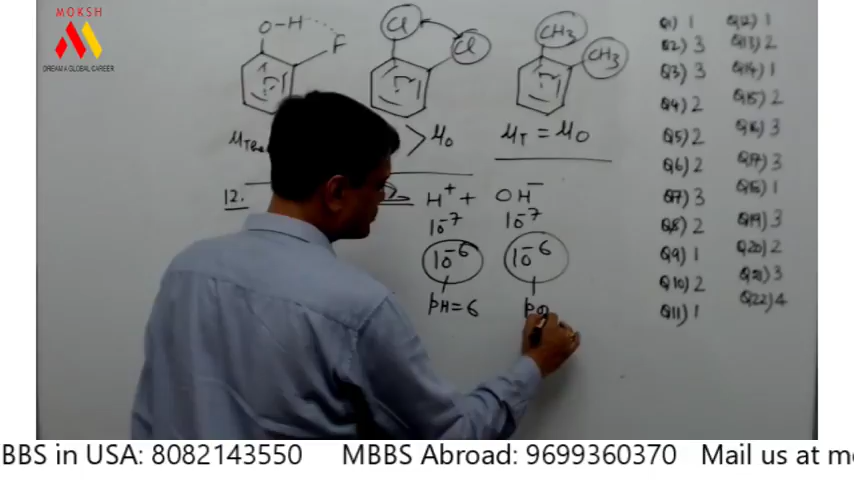 MOKSH
DREAM A GLOBAL CAREER
O-H
F
Cl
Cl
CH3
CH3
> μ0
μT = μ0
12.
H+ + OH-
10-7 10-7
10-6 10-6
pH=6
Q1) 1
Q2) 3
Q3) 3
Q4) 2
Q5) 2
Q6) 2
Q7) 3
Q8) 2
Q9) 1
Q10) 2
Q11) 1
Q12) 1
Q13) 2
Q14) 1
Q15) 2
Q16) 3
Q17) 3
Q18) 1
Q19) 3
Q20) 2
Q21) 3
Q22) 4
BBS in USA: 8082143550 MBBS Abroad: 9699360370 Mail us at m